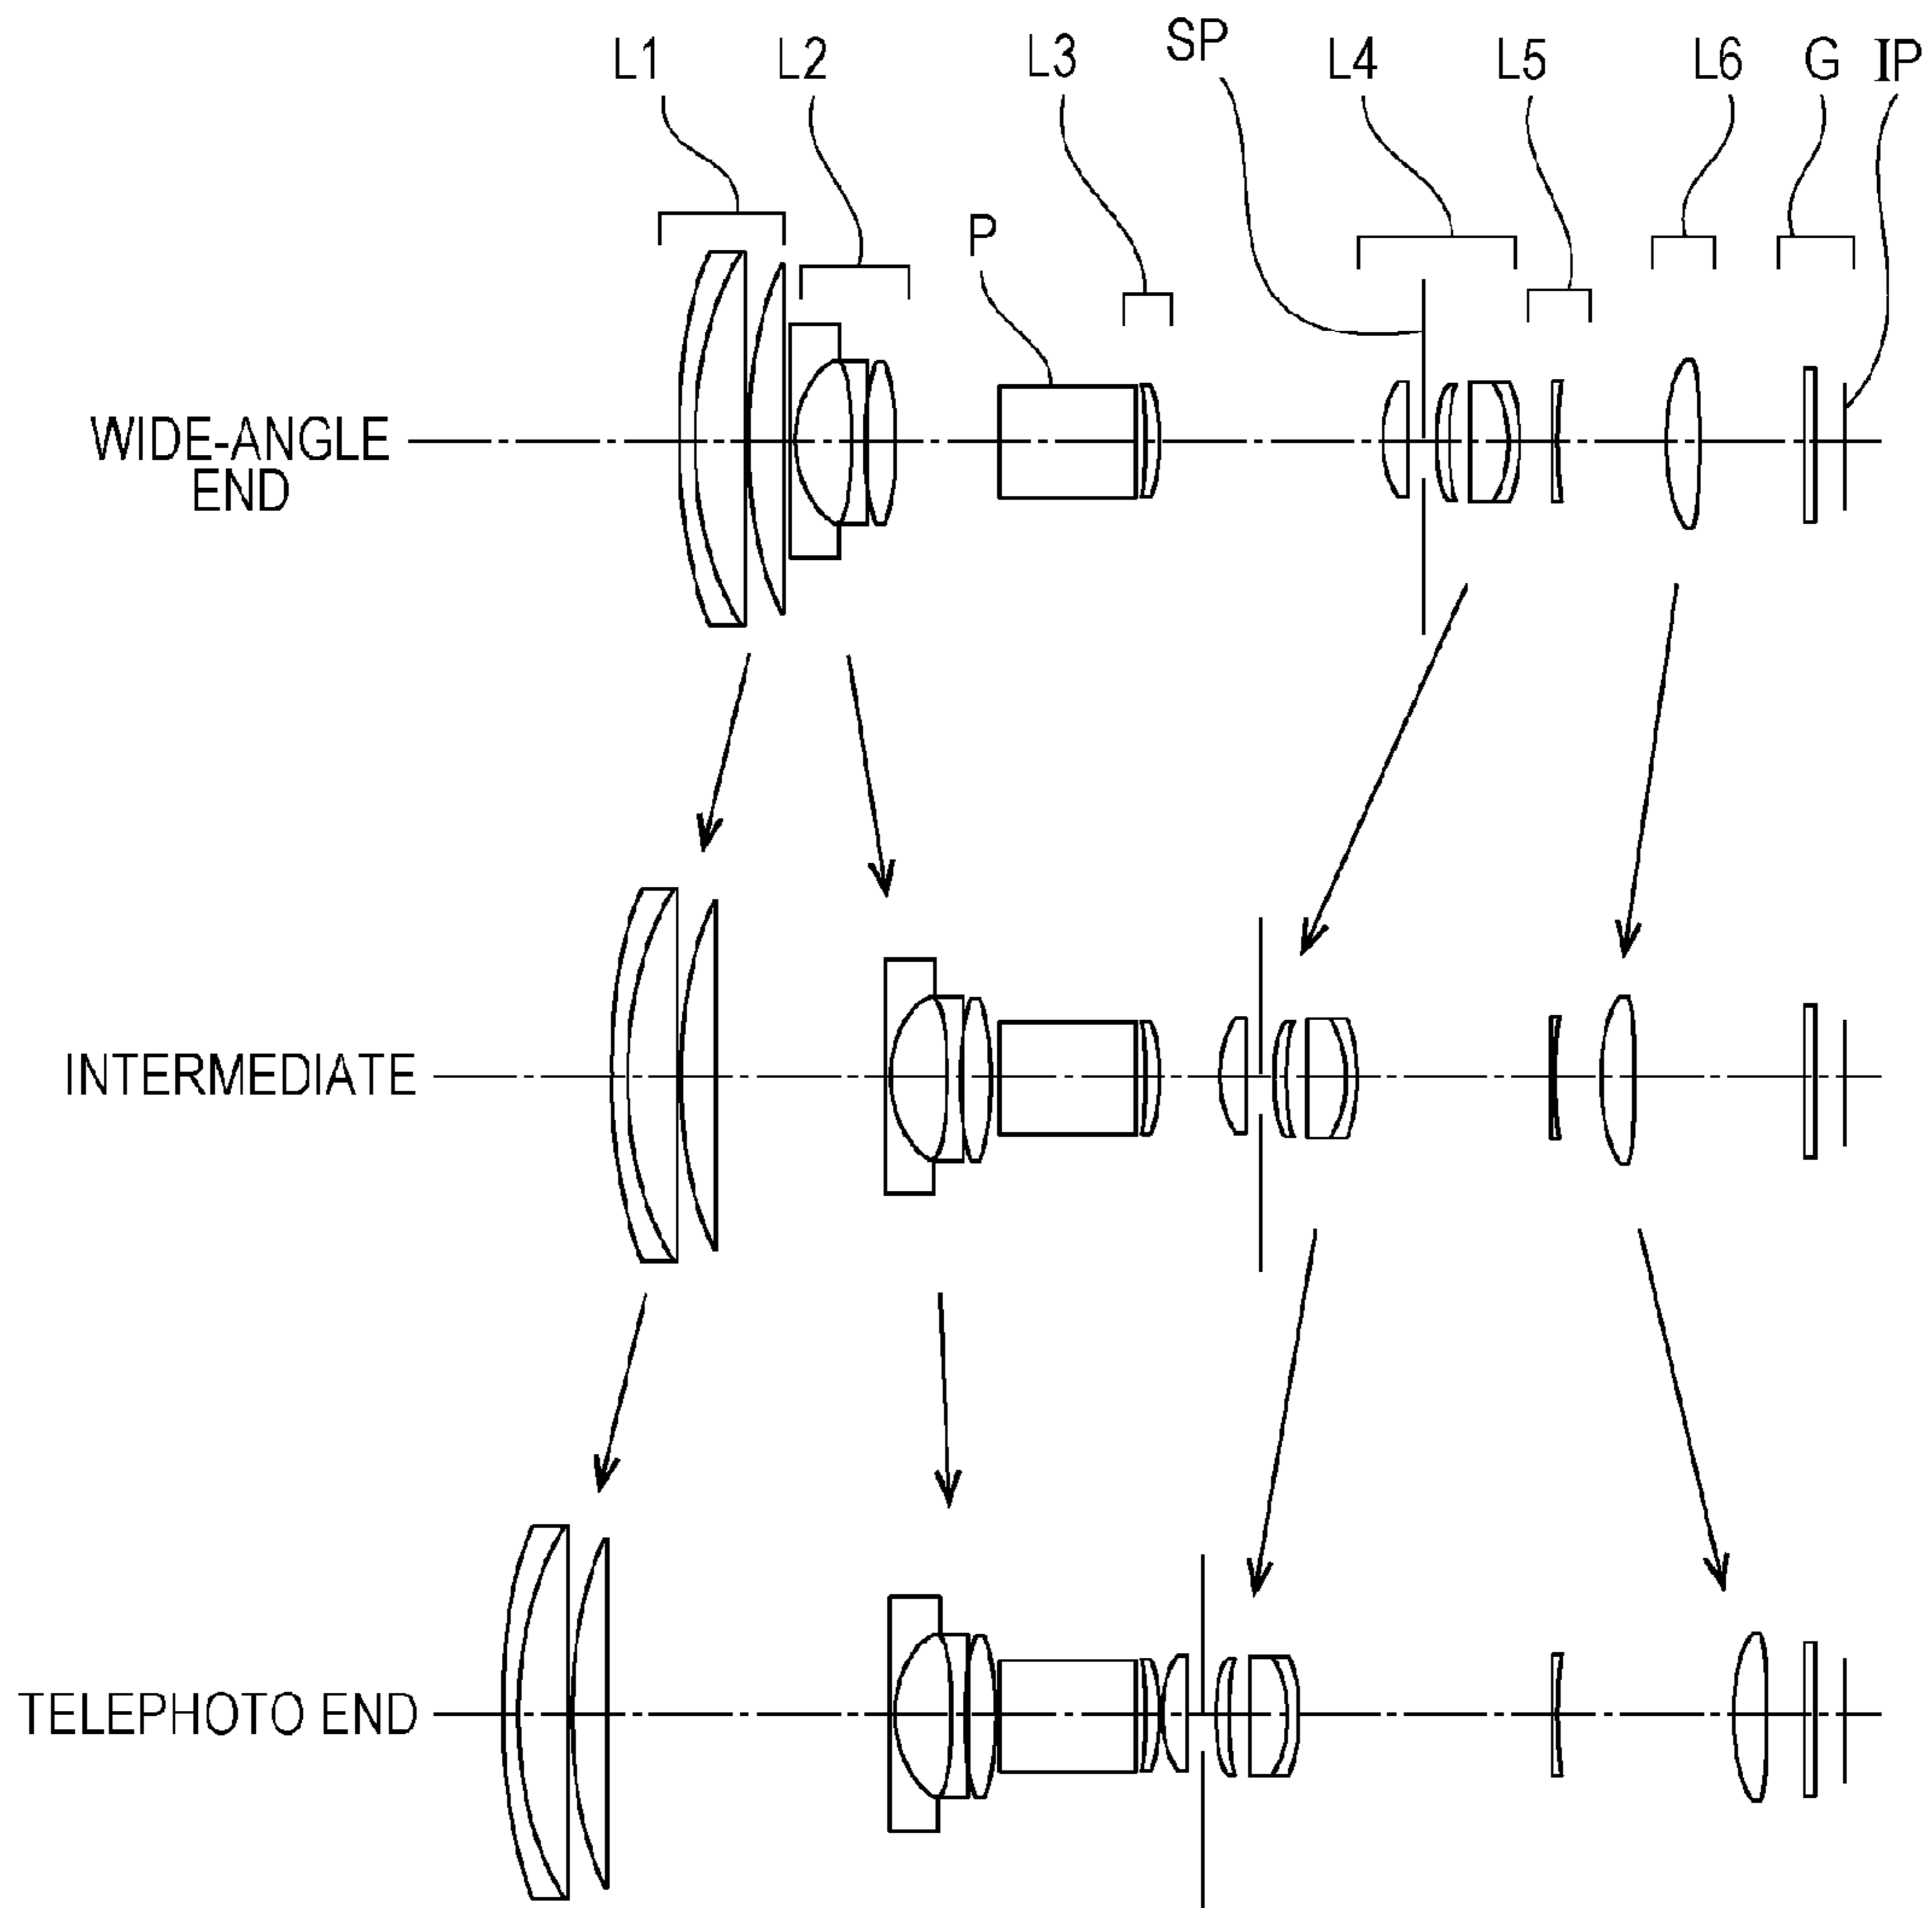 L1 L2 L3 SP L4 L5 L6 G IP
P
WIDE-ANGLE
END
INTERMEDIATE
TELEPHOTO END